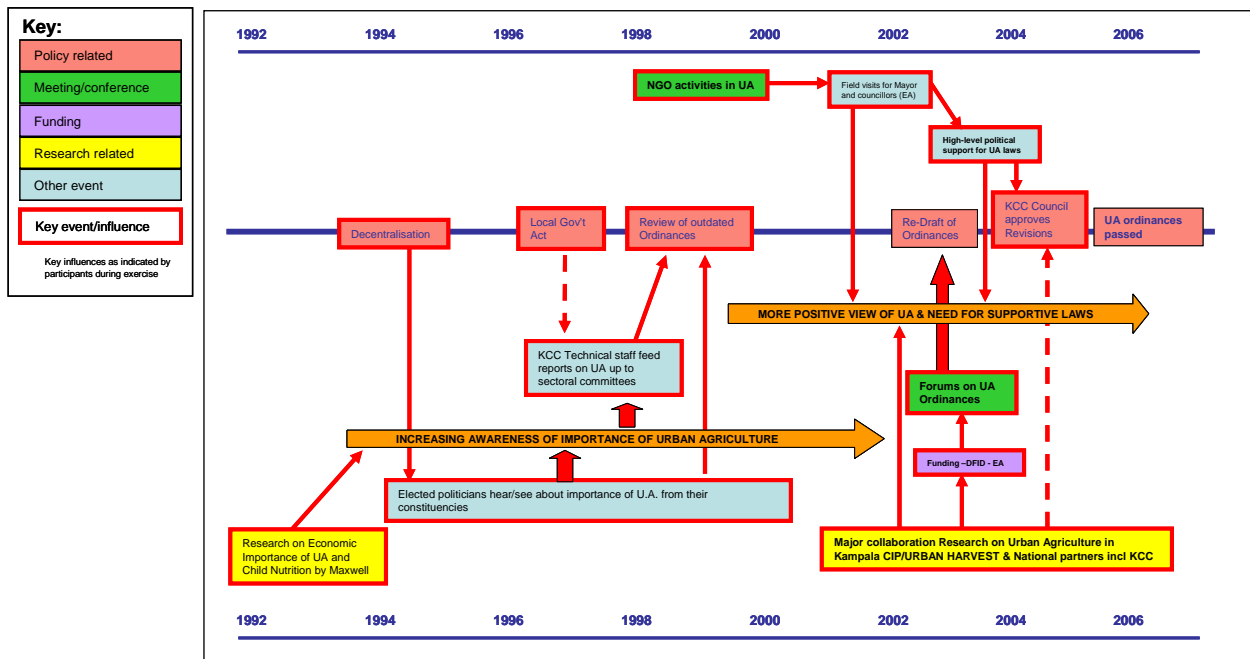 Key:
Policy related
Meeting/conference
Funding
Research related
Other event
Key event/influence
Key influences as indicated by
participants during exercise
1992 1994 1996 1998 2000 2002 2004 2006
NGO activities in UA
Field visits for Mayor
and councillors (EA)
High-level political
support for UA laws
Decentralisation
Local Gov't
Act
Review of outdated
Ordinances
Re-Draft of
Ordinances
KCC Council
approves
Revisions
UA ordinances
passed
MORE POSITIVE VIEW OF UA & NEED FOR SUPPORTIVE LAWS
KCC Technical staff feed
reports on UA up to
sectoral committees
Forums on UA
Ordinances
INCREASING AWARENESS OF IMPORTANCE OF URBAN AGRICULTURE
Funding –DFID - EA
Elected politicians hear/see about importance of U.A. from their
constituencies
Research on Economic
Importance of UA and
Child Nutrition by Maxwell
Major collaboration Research on Urban Agriculture in
Kampala CIP/URBAN HARVEST & National partners incl KCC
1992 1994 1996 1998 2000 2002 2004 2006